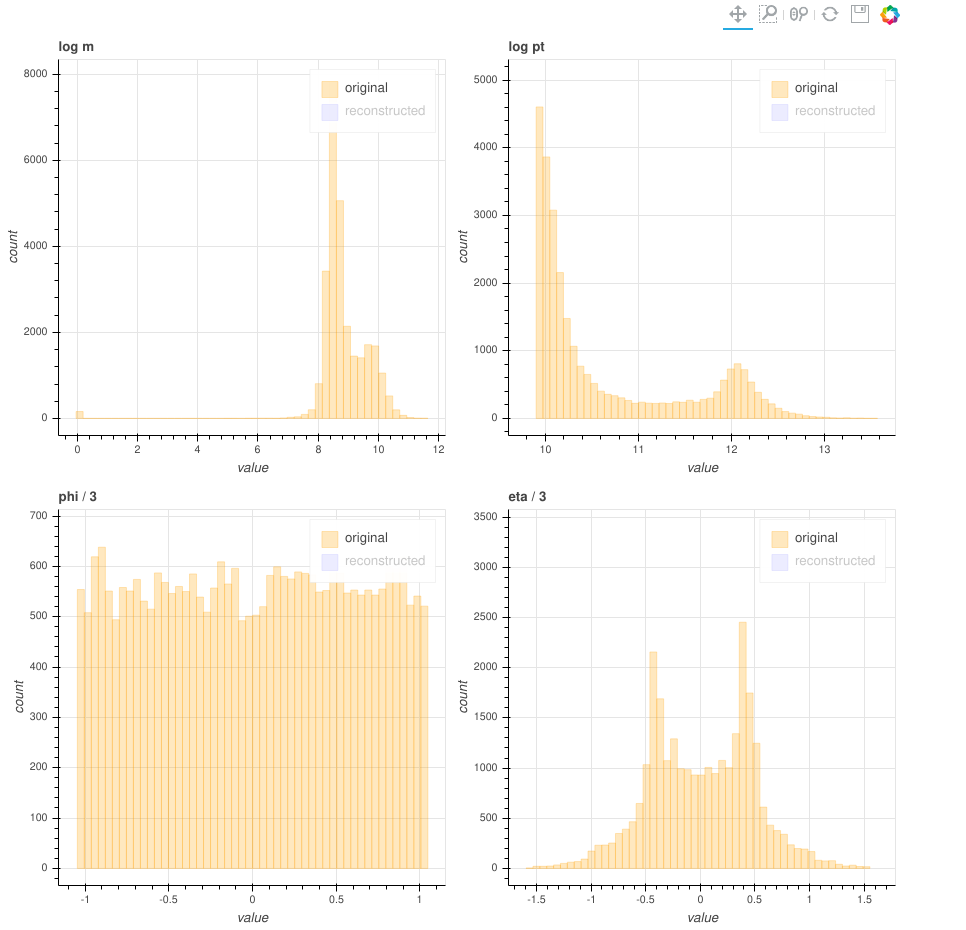 log m
8000
6000
4000
2000
0
count
0 2 4 6 8 10 12
value
original
reconstructed
log pt
5000
4000
3000
2000
1000
0
count
10 11 12 13
value
original
reconstructed
phi / 3
700
600
500
400
300
200
100
0
count
-1 -0.5 0 0.5 1
value
original
reconstructed
eta / 3
3500
3000
2500
2000
1500
1000
500
0
count
-1.5 -1 -0.5 0 0.5 1 1.5
value
original
reconstructed